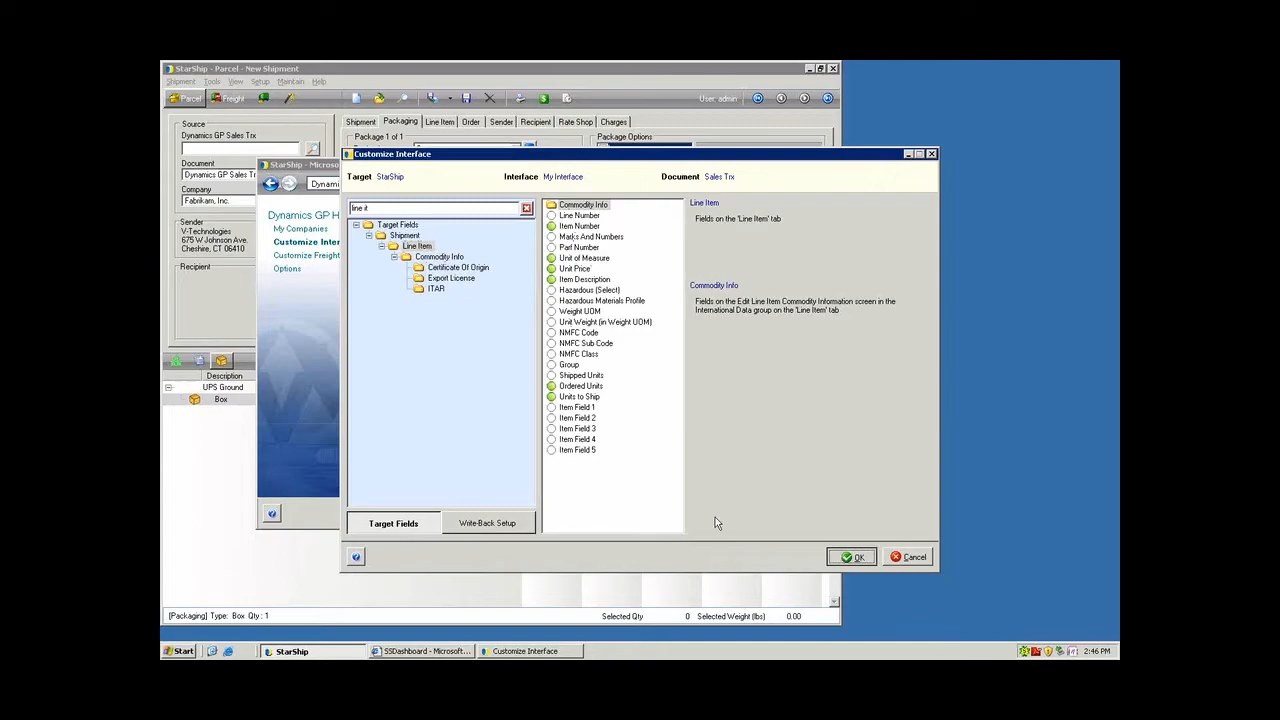 StarShip - Parcel - New Shipment
Shipment Tools View Setup Maintain Help
Parcel Freight User: admin
Source
Dynamics GP Sales Trx
Document
Dynamics GP Sales T
Company
Fabrikam, Inc.
Sender
V-Technologies
675 W Johnson Ave.
Cheshire, CT 06410
Recipient
Shipment Packaging Line Item Order Sender Recipient Rate Shop Charges
Package 1 of 1 Package Options
Description
UPS Ground
Box
StarShip - Microso
Dynami
Dynamics GP H
My Companies
Customize Inter
Customize Freight
Options
Customize Interface
Target StarShip Interface My Interface Document Sales Trx
line it
Target Fields
Shipment
Line Item
Commodity Info
Certificate Of Origin
Export License
ITAR
Target Fields Write-Back Setup
Commodity Info
Line Number
Item Number
Marks And Numbers
Part Number
Unit of Measure
Unit Price
Item Description
Hazardous (Select)
Hazardous Materials Profile
Weight UOM
Unit Weight (in Weight UOM)
NMFC Code
NMFC Sub Code
NMFC Class
Group
Shipped Units
Ordered Units
Units to Ship
Item Field 1
Item Field 2
Item Field 3
Item Field 4
Item Field 5
Line Item
Fields on the 'Line Item' tab
Commodity Info
Fields on the Edit Line Item Commodity Information screen in the
International Data group on the 'Line Item' tab
OK Cancel
[Packaging] Type: Box Qty : 1 Selected Qty 0 Selected Weight (lbs) 0.00
Start StarShip SSDashboard - Microsoft... Customize Interface 2:46 PM